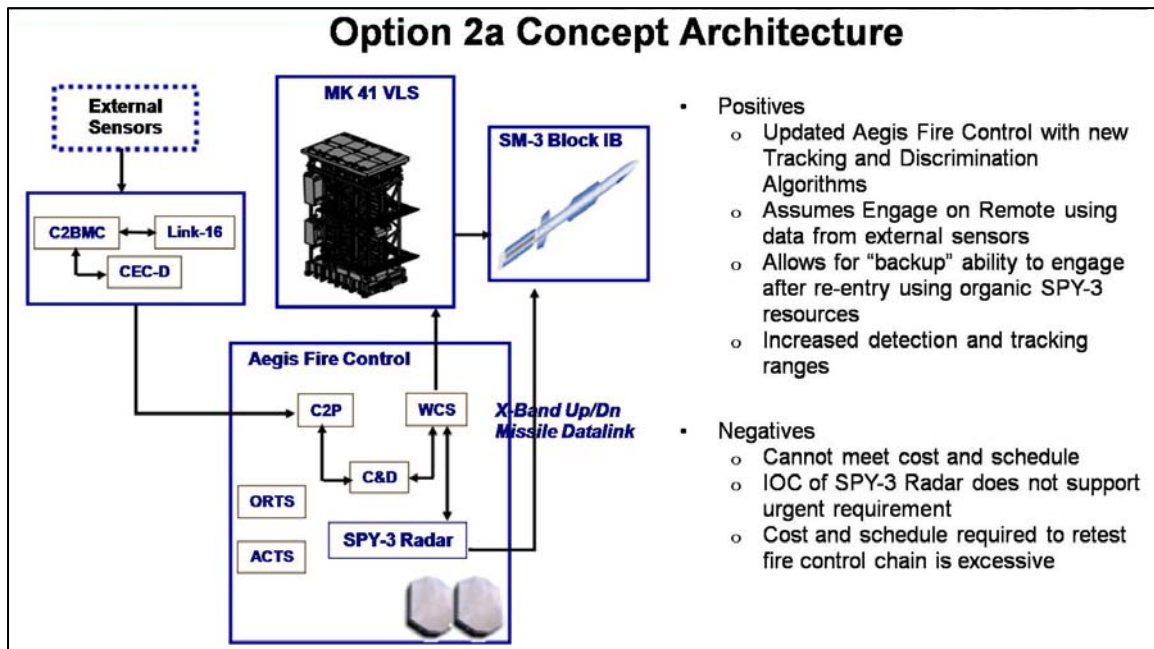 Option 2a Concept Architecture
External
Sensors
C2BMC
Link-16
CEC-D
MK 41 VLS
SM-3 Block IB
Aegis Fire Control
C2P
WCS
C&D
ORTS
ACTS
SPY-3 Radar
X-Band Up/Dn
Missile Datalink
▪ Positives
o Updated Aegis Fire Control with new
Tracking and Discrimination
Algorithms
o Assumes Engage on Remote using
data from external sensors
o Allows for “backup” ability to engage
after re-entry using organic SPY-3
resources
o Increased detection and tracking
ranges
▪ Negatives
o Cannot meet cost and schedule
o IOC of SPY-3 Radar does not support
urgent requirement
o Cost and schedule required to retest
fire control chain is excessive